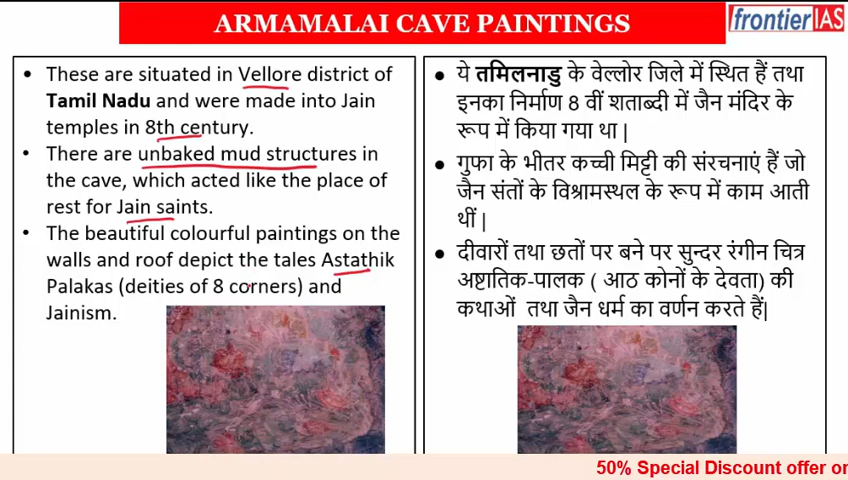 ARMAMALAI CAVE PAINTINGS
frontierIAS
• These are situated in Vellore district of
Tamil Nadu and were made into Jain
temples in 8th century.
• There are unbaked mud structures in
the cave, which acted like the place of
rest for Jain saints.
• The beautiful colourful paintings on the
walls and roof depict the tales Astathik
Palakas (deities of 8 corners) and
Jainism.
• ये तमिलनाडु के वेल्लोर जिले में स्थित हैं तथा
इनका निर्माण 8 वीं शताब्दी में जैन मंदिर के
रूप में किया गया था |
• गुफा के भीतर कच्ची मिट्टी की संरचनाएं हैं जो
जैन संतों के विश्रामस्थल के रूप में काम आती
थीं |
• दीवारों तथा छतों पर बने पर सुन्दर रंगीन चित्र
अष्टातिक-पालक ( आठ कोनों के देवता) की
कथाओं तथा जैन धर्म का वर्णन करते हैं|
50% Special Discount offer on